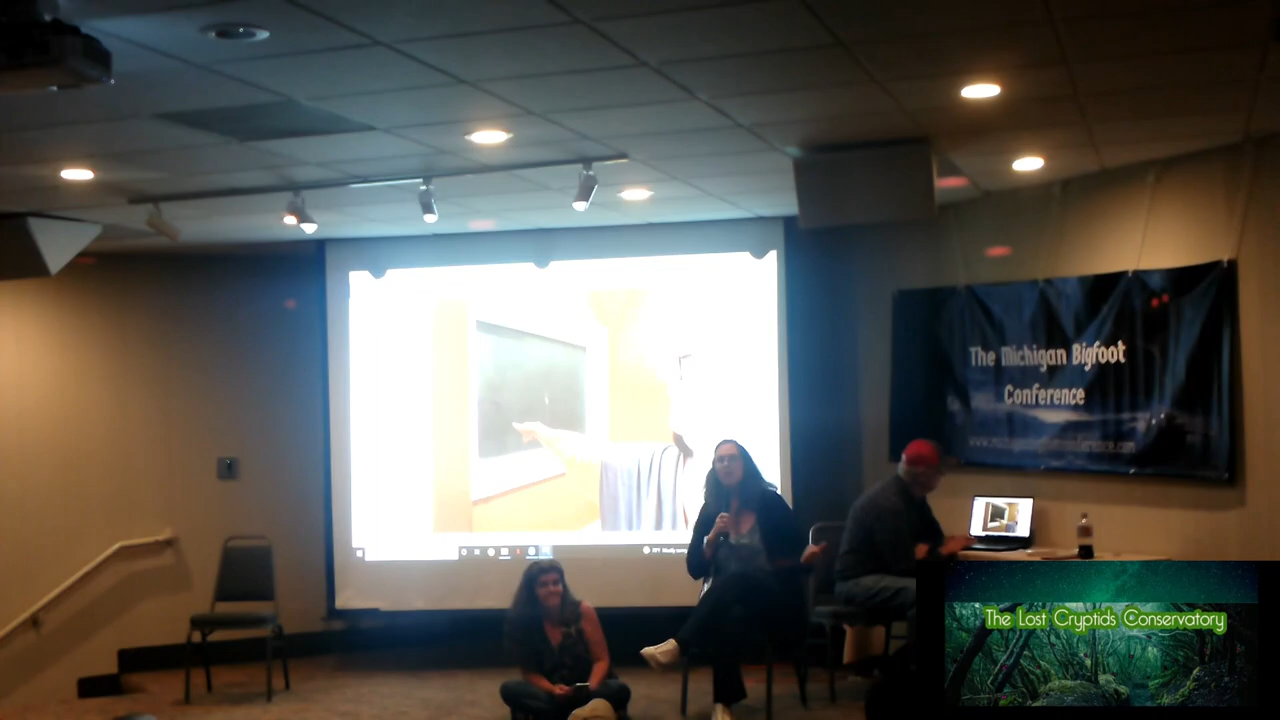 The Michigan Bigfoot
Conference
The Lost Cryptids Conservatory